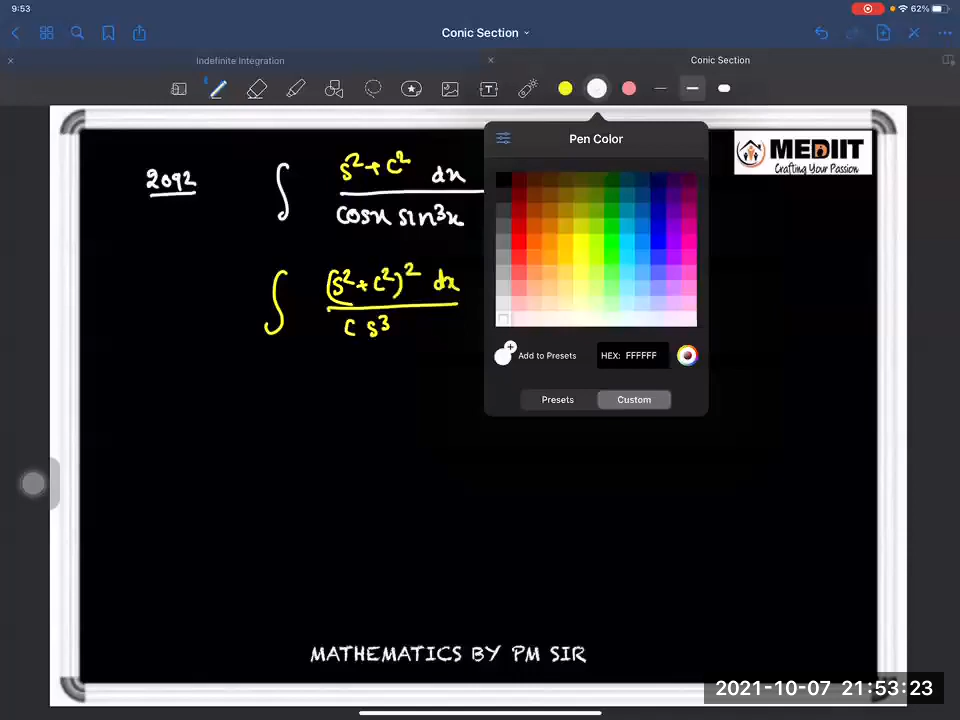 9:53
62%
Conic Section
Indefinite Integration
Conic Section
T
Pen Color
MEDIIT
Crafting Your Passion
2092
∫ s²+c² dx / cosx sin³x
∫ (s²+c²)² dx / c s³
Add to Presets HEX: FFFFFF
Presets Custom
MATHEMATICS BY PM SIR
2021-10-07 21:53:23